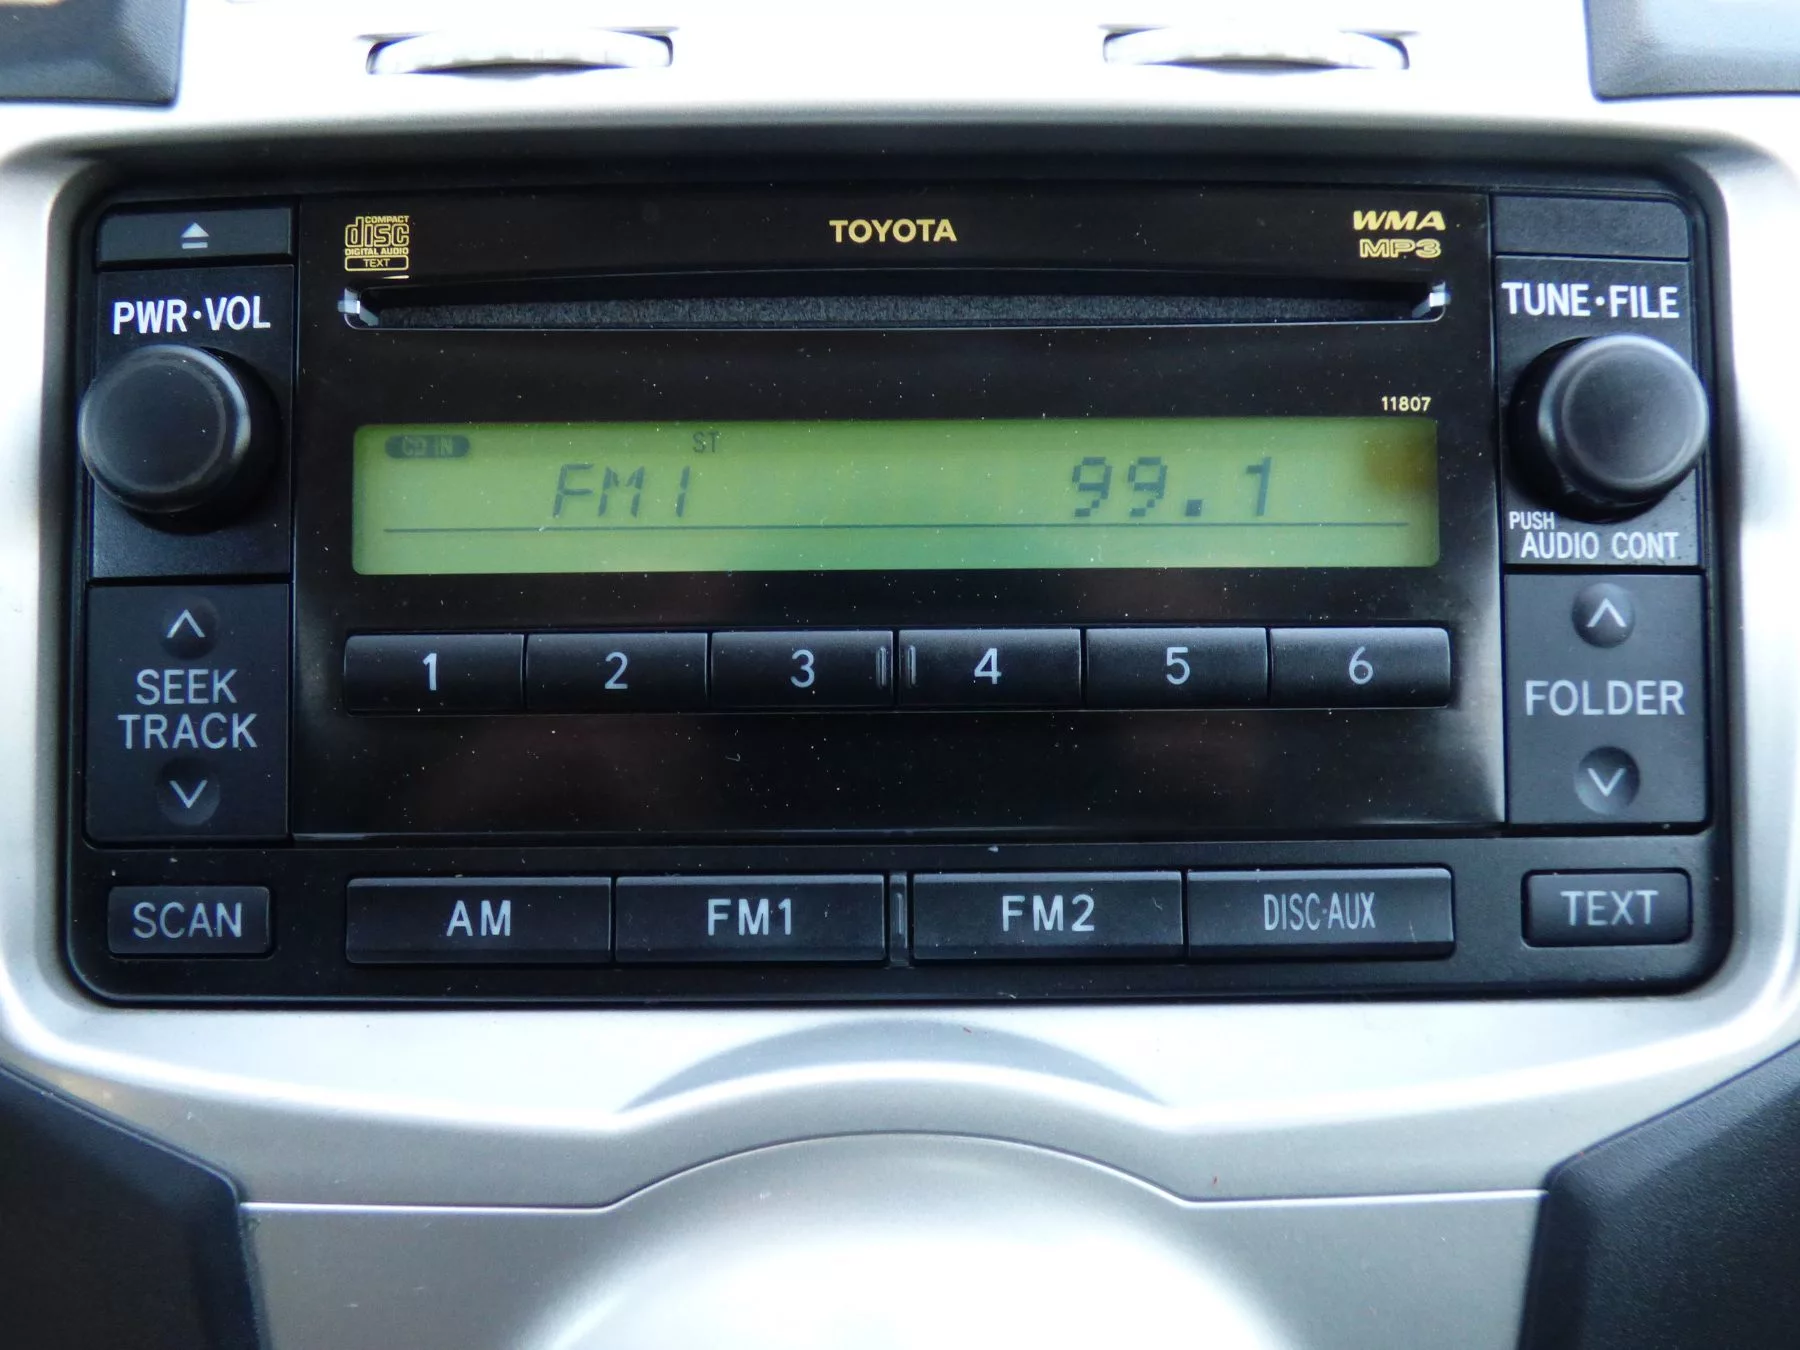 COMPACT
disc
DIGITAL AUDIO
TEXT
TOYOTA
WMA
MP3
PWR·VOL
TUNE·FILE
11807
CD IN
ST
FM1 99.1
PUSH
AUDIO CONT
SEEK
TRACK
1 2 3 4 5 6
FOLDER
SCAN AM FM1 FM2 DISC·AUX TEXT